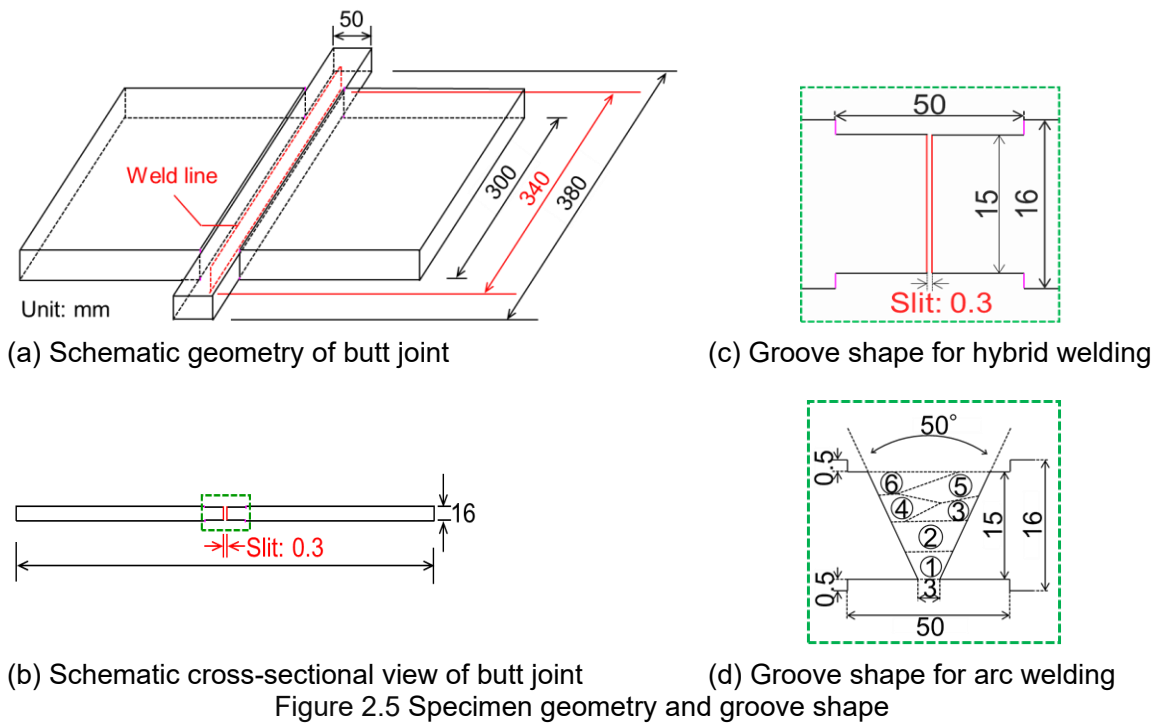 50
Weld line
300
340
380
Unit: mm
(a) Schematic geometry of butt joint
50
15
16
Slit: 0.3
(c) Groove shape for hybrid welding
16
Slit: 0.3
(b) Schematic cross-sectional view of butt joint
50°
0.5
⑥
⑤
④
③
②
①
15
16
0.5
3
50
(d) Groove shape for arc welding
Figure 2.5 Specimen geometry and groove shape